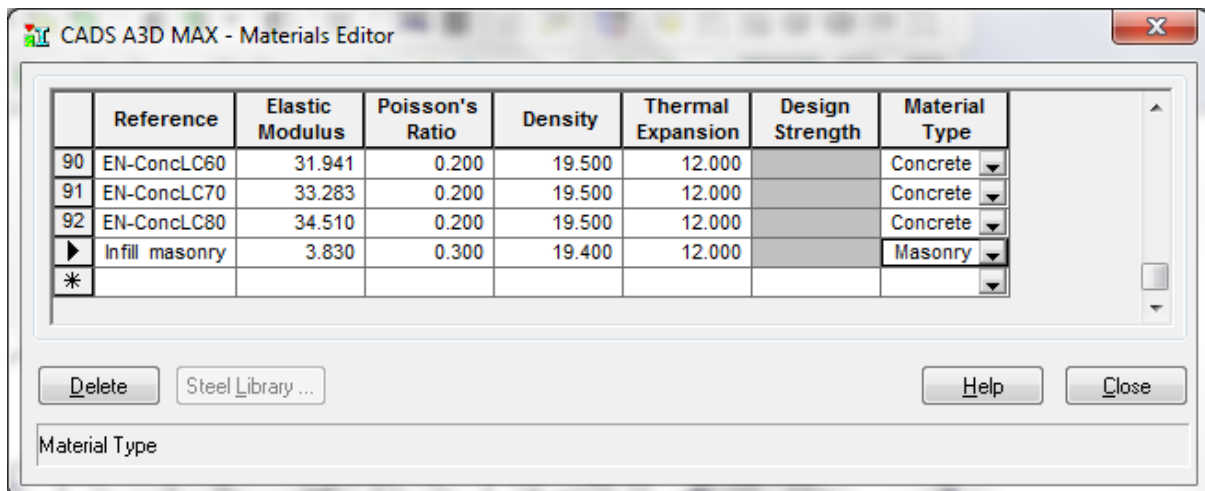 CADS A3D MAX - Materials Editor
Reference Elastic Modulus Poisson's Ratio Density Thermal Expansion Design Strength Material Type
90 EN-ConcLC60 31.941 0.200 19.500 12.000 Concrete
91 EN-ConcLC70 33.283 0.200 19.500 12.000 Concrete
92 EN-ConcLC80 34.510 0.200 19.500 12.000 Concrete
Infill masonry 3.830 0.300 19.400 12.000 Masonry
Delete Steel Library ... Help Close
Material Type